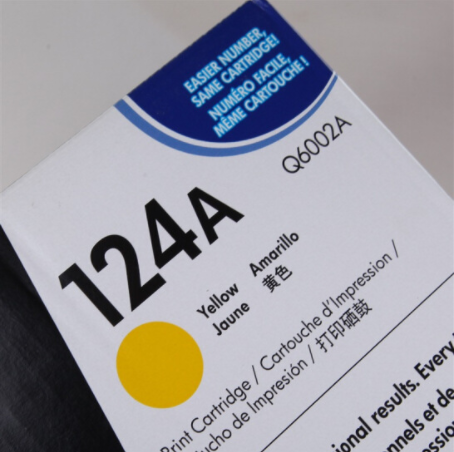 EASIER NUMBER,
SAME CARTRIDGE!
NUMÉRO FACILE,
MÊME CARTOUCHE!
Q6002A
124A
Yellow Amarillo
Jaune 黄色
Print Cartridge / Cartouche d'Impression /
ucho de Impresión / 打印硒鼓
ional results. Every
nnels et de
ssio